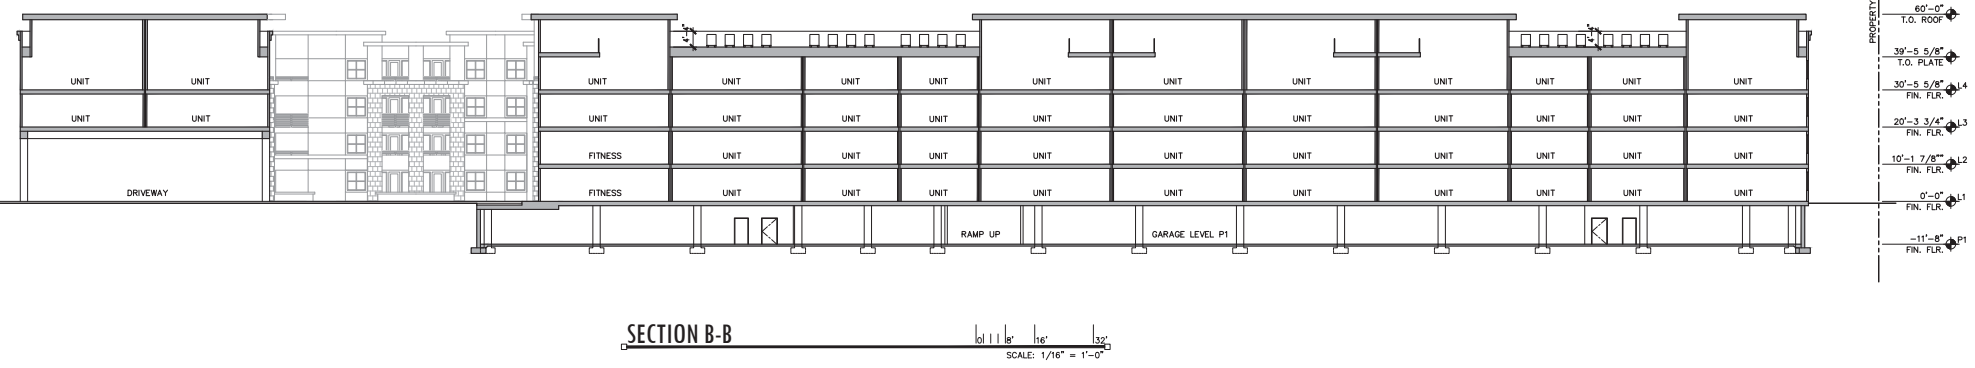 60'-0"
T.O. ROOF
PROPERTY
39'-5 5/8"
T.O. PLATE
UNIT UNIT UNIT UNIT UNIT UNIT UNIT UNIT UNIT UNIT UNIT UNIT UNIT
30'-5 5/8" L4
FIN. FLR.
UNIT UNIT UNIT UNIT UNIT UNIT UNIT UNIT UNIT UNIT UNIT UNIT UNIT
20'-3 3/4" L3
FIN. FLR.
FITNESS UNIT UNIT UNIT UNIT UNIT UNIT UNIT UNIT UNIT UNIT
10'-1 7/8" L2
FIN. FLR.
DRIVEWAY FITNESS UNIT UNIT UNIT UNIT UNIT UNIT UNIT UNIT UNIT UNIT
0'-0" L1
FIN. FLR.
RAMP UP GARAGE LEVEL P1
-11'-8" P1
FIN. FLR.
SECTION B-B
0 8' 16' 32'
SCALE: 1/16" = 1'-0"